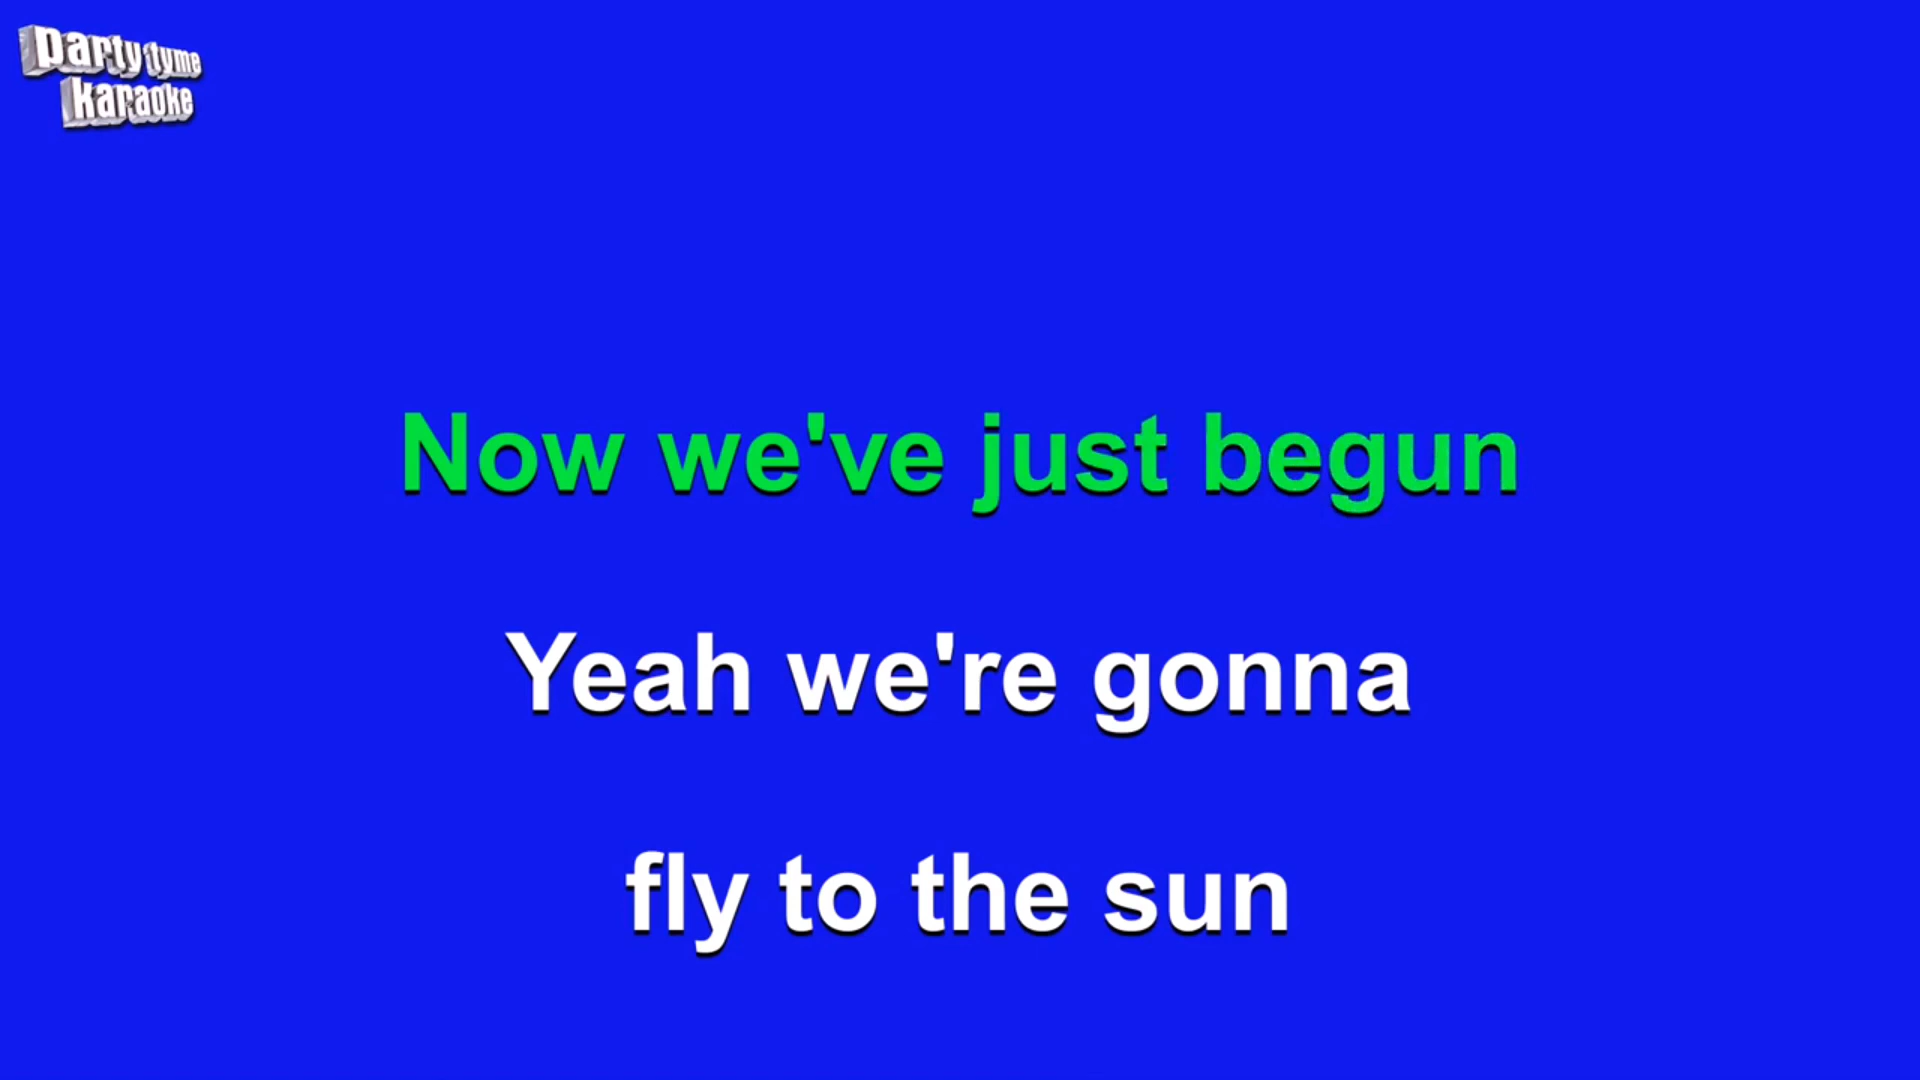 party tyme
karaoke
Now we've just begun
Yeah we're gonna
fly to the sun